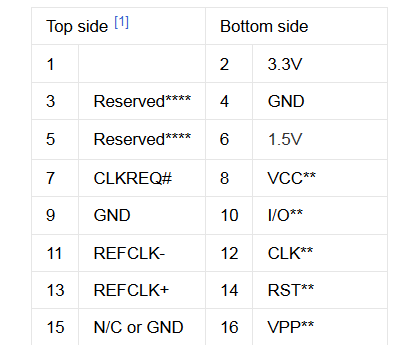 Top side [1] Bottom side
1 2 3.3V
3 Reserved**** 4 GND
5 Reserved**** 6 1.5V
7 CLKREQ# 8 VCC**
9 GND 10 I/O**
11 REFCLK- 12 CLK**
13 REFCLK+ 14 RST**
15 N/C or GND 16 VPP**